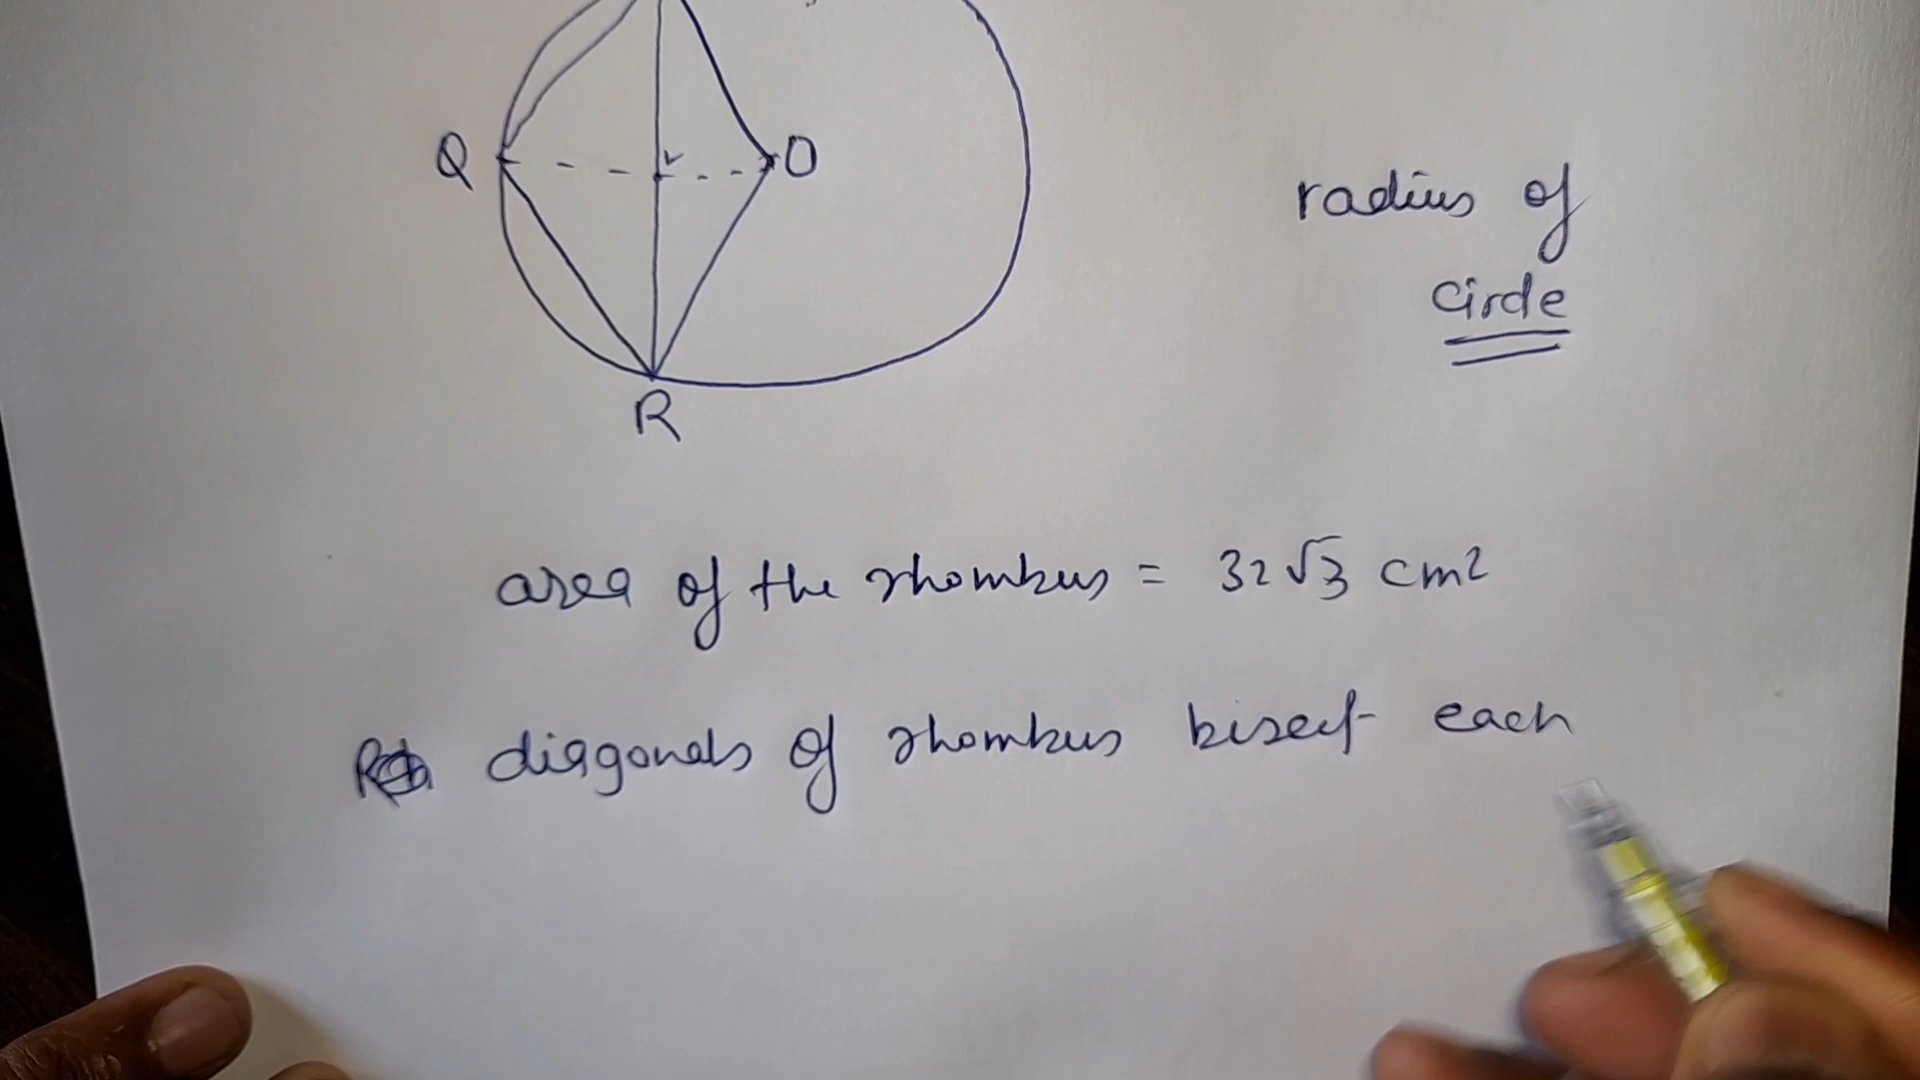 Q
O
radius of
circle
R
area of the rhombus = 32√3 cm2
diagonals of rhombus bisect each